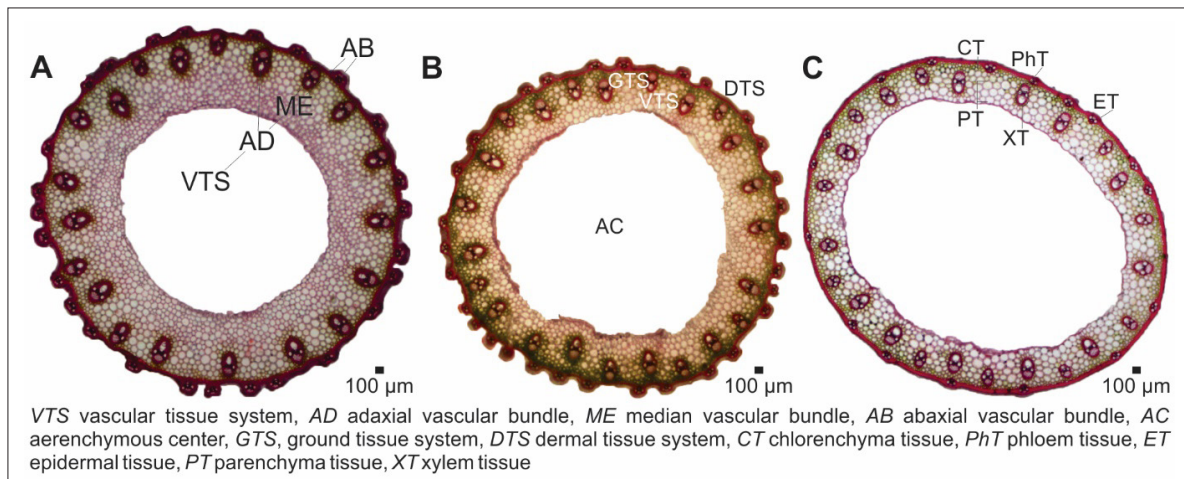 A
AB
ME
AD
VTS
100 µm
B
GTS
VTS
DTS
AC
100 µm
C
CT
PhT
ET
PT
XT
100 µm
VTS vascular tissue system, AD adaxial vascular bundle, ME median vascular bundle, AB abaxial vascular bundle, AC
aerenchymous center, GTS, ground tissue system, DTS dermal tissue system, CT chlorenchyma tissue, PhT phloem tissue, ET
epidermal tissue, PT parenchyma tissue, XT xylem tissue